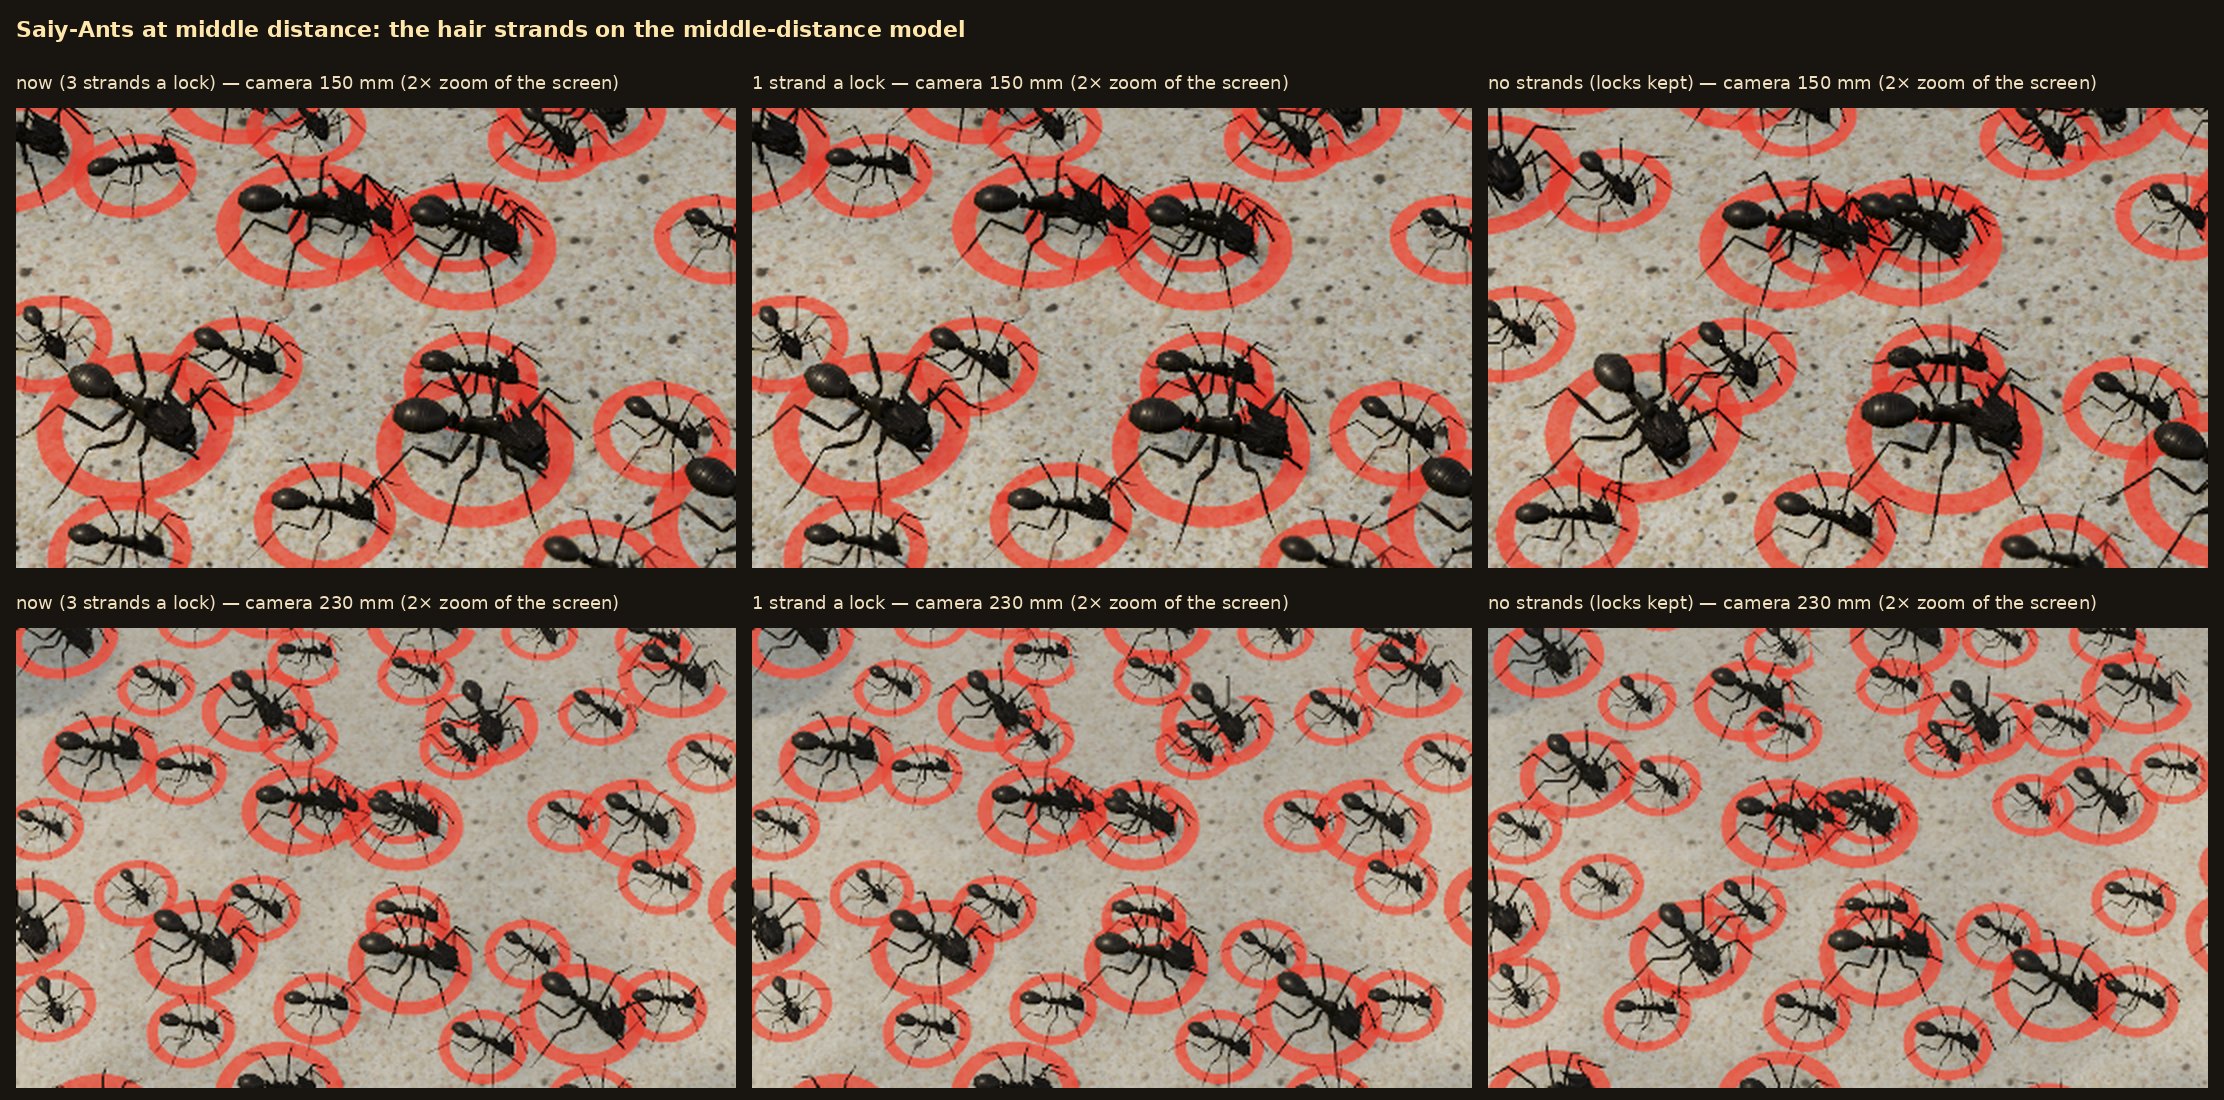 Saiy-Ants at middle distance: the hair strands on the middle-distance model
now (3 strands a lock) — camera 150 mm (2× zoom of the screen)
1 strand a lock — camera 150 mm (2× zoom of the screen)
no strands (locks kept) — camera 150 mm (2× zoom of the screen)
now (3 strands a lock) — camera 230 mm (2× zoom of the screen)
1 strand a lock — camera 230 mm (2× zoom of the screen)
no strands (locks kept) — camera 230 mm (2× zoom of the screen)